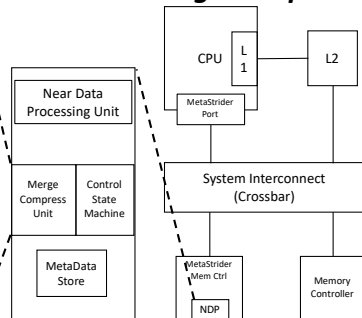 CPU
L
1
L2
Near Data
Processing Unit
MetaStrider
Port
Merge
Compress
Unit
Control
State
Machine
System Interconnect
(Crossbar)
MetaData
Store
MetaStrider
Mem Ctrl
NDP
Memory
Controller